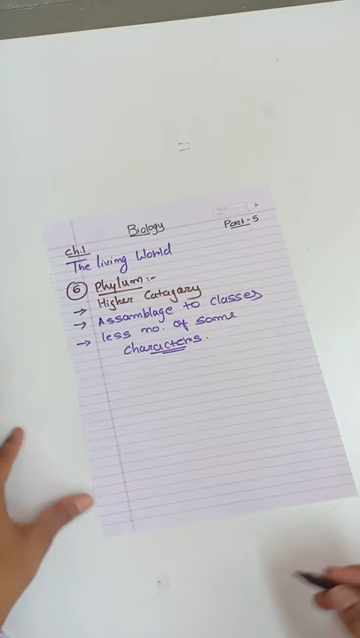 Biology
Part-5
Ch.1
The living World
6 Phylum:-
→ Higher Catagary
→ Assamblage to classes
→ less no. of some
characters.